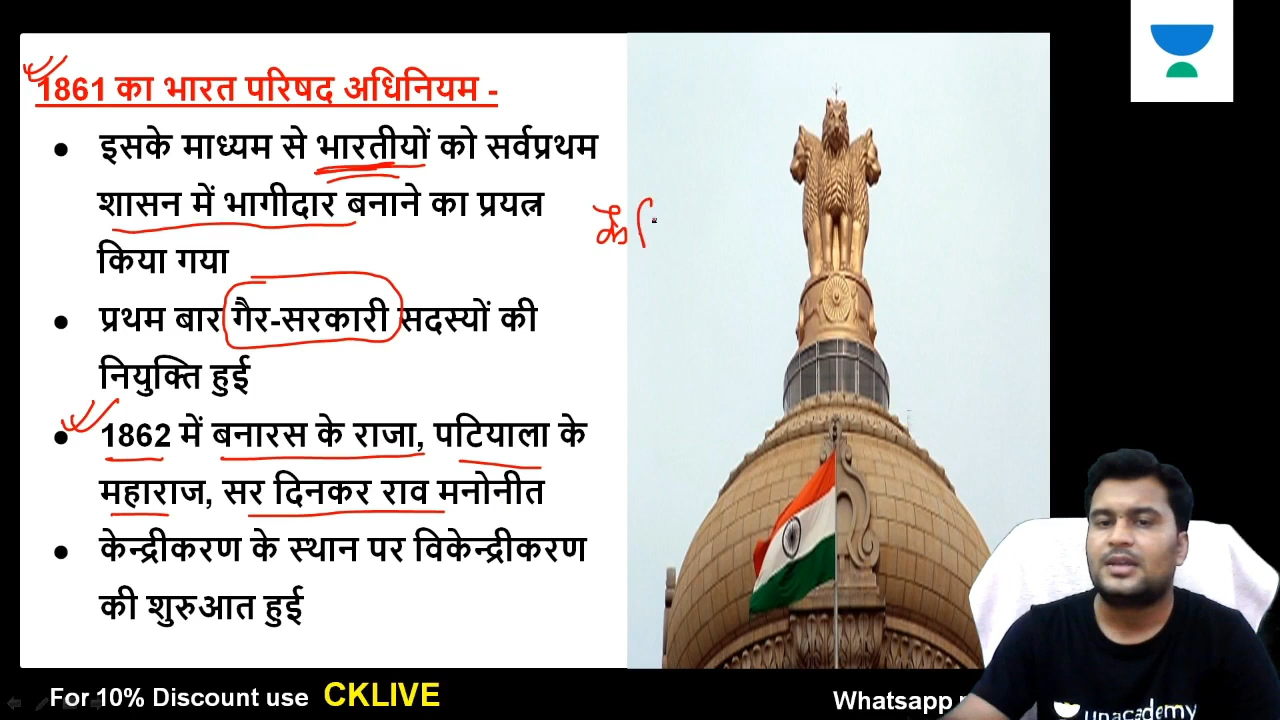 1861 का भारत परिषद अधिनियम -
• इसके माध्यम से भारतीयों को सर्वप्रथम
शासन में भागीदार बनाने का प्रयत्न
किया गया
• प्रथम बार गैर-सरकारी सदस्यों की
नियुक्ति हुई
• 1862 में बनारस के राजा, पटियाला के
महाराज, सर दिनकर राव मनोनीत
• केन्द्रीकरण के स्थान पर विकेन्द्रीकरण
की शुरुआत हुई
For 10% Discount use CKLIVE
Whatsapp
unacademy